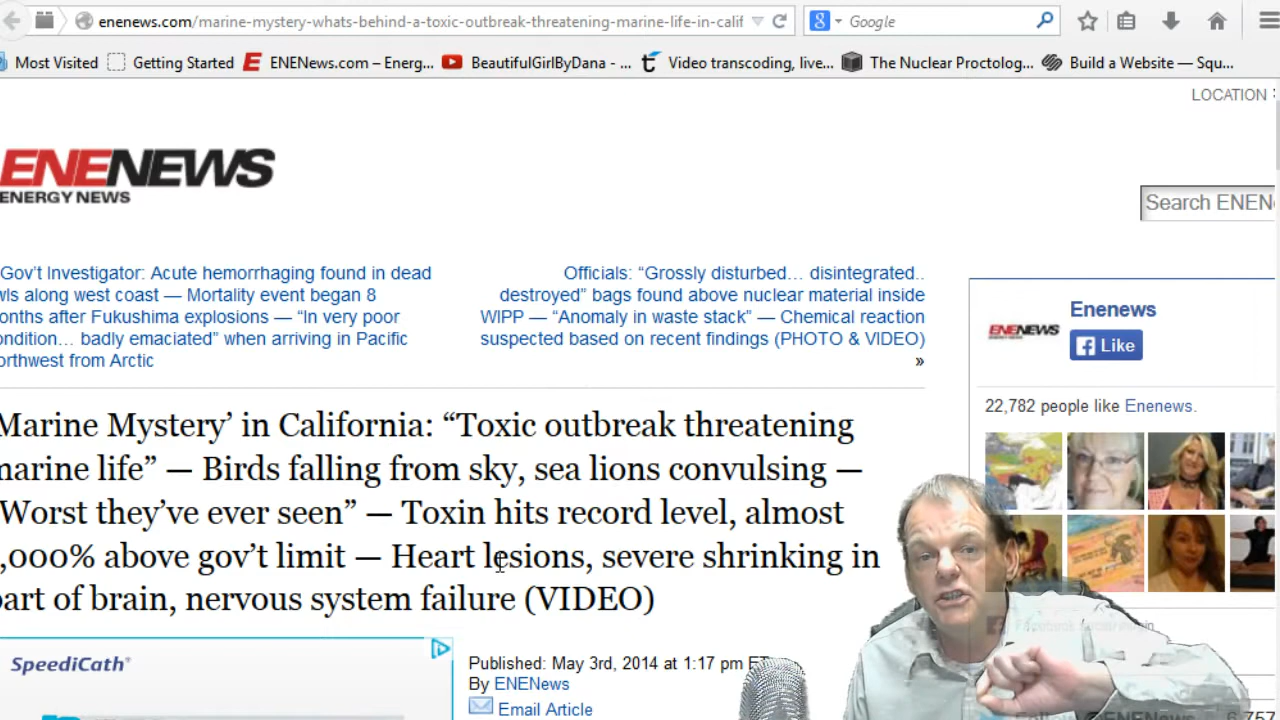 enenews.com/marine-mystery-whats-behind-a-toxic-outbreak-threatening-marine-life-in-calif
Google
Most Visited
Getting Started
ENENews.com – Energ...
BeautifulGirlByDana - ...
Video transcoding, live...
The Nuclear Proctolog...
Build a Website — Squ...
LOCATION
ENENEWS
ENERGY NEWS
Search ENEN
Gov't Investigator: Acute hemorrhaging found in dead
wls along west coast — Mortality event began 8
onths after Fukushima explosions — “In very poor
ondition… badly emaciated” when arriving in Pacific
orthwest from Arctic
Officials: “Grossly disturbed… disintegrated..
destroyed” bags found above nuclear material inside
WIPP — “Anomaly in waste stack” — Chemical reaction
suspected based on recent findings (PHOTO & VIDEO)
»
ENENEWS
Enenews
Like
22,782 people like Enenews.
Marine Mystery’ in California: “Toxic outbreak threatening
marine life” — Birds falling from sky, sea lions convulsing —
Worst they’ve ever seen” — Toxin hits record level, almost
,000% above gov’t limit — Heart lesions, severe shrinking in
part of brain, nervous system failure (VIDEO)
SpeediCath®
Published: May 3rd, 2014 at 1:17 pm ET
By ENENews
Email Article